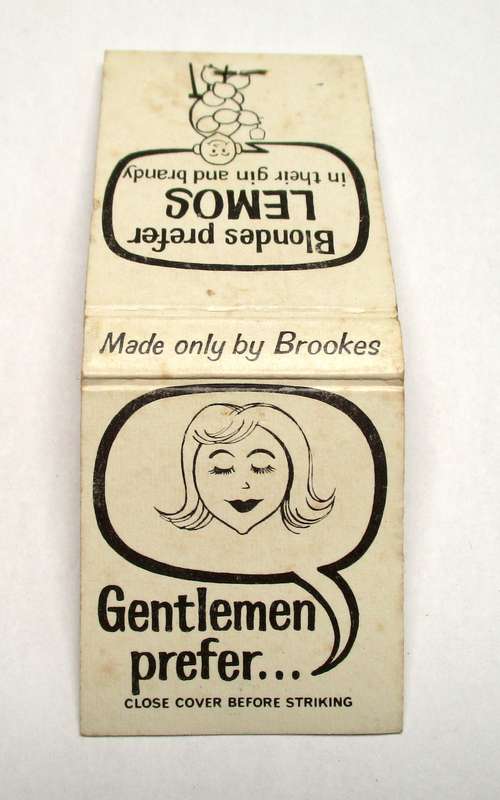 Blondes prefer
LEMOS
in their gin and brandy
Made only by Brookes
Gentlemen
prefer...
CLOSE COVER BEFORE STRIKING